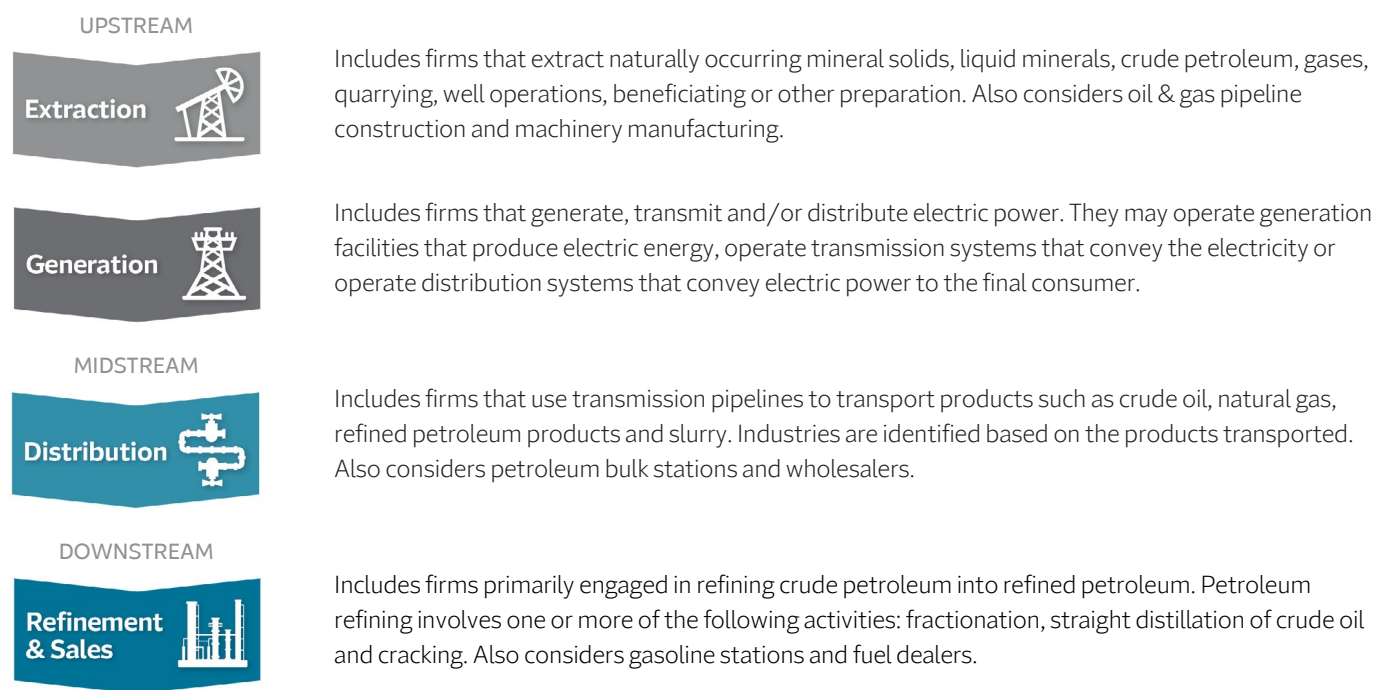 UPSTREAM
Extraction
Includes firms that extract naturally occurring mineral solids, liquid minerals, crude petroleum, gases,
quarrying, well operations, beneficiating or other preparation. Also considers oil & gas pipeline
construction and machinery manufacturing.
Generation
Includes firms that generate, transmit and/or distribute electric power. They may operate generation
facilities that produce electric energy, operate transmission systems that convey the electricity or
operate distribution systems that convey electric power to the final consumer.
MIDSTREAM
Distribution
Includes firms that use transmission pipelines to transport products such as crude oil, natural gas,
refined petroleum products and slurry. Industries are identified based on the products transported.
Also considers petroleum bulk stations and wholesalers.
DOWNSTREAM
Refinement
& Sales
Includes firms primarily engaged in refining crude petroleum into refined petroleum. Petroleum
refining involves one or more of the following activities: fractionation, straight distillation of crude oil
and cracking. Also considers gasoline stations and fuel dealers.